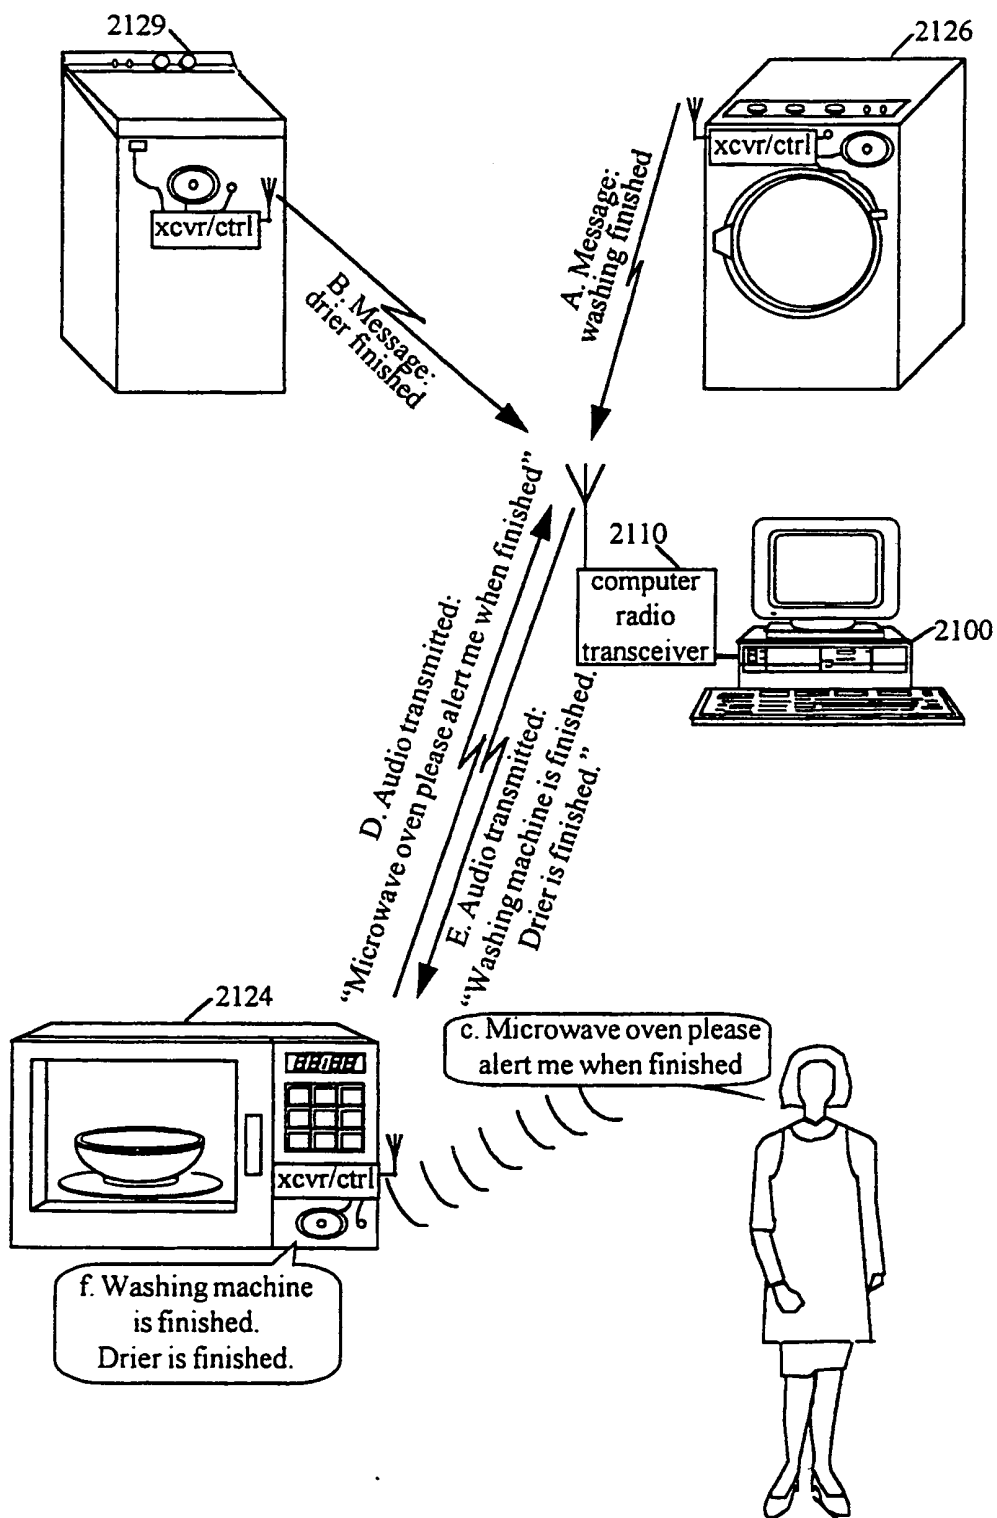 2129
2126
xcvr/ctrl
xcvr/ctrl
A. Message:
washing finished
B. Message:
drier finished
2110
computer
radio
transceiver
2100
D. Audio transmitted:
“Microwave oven please alert me when finished”
E. Audio transmitted:
“Washing machine is finished.
Drier is finished.”
2124
c. Microwave oven please
alert me when finished
xcvr/ctrl
f. Washing machine
is finished.
Drier is finished.